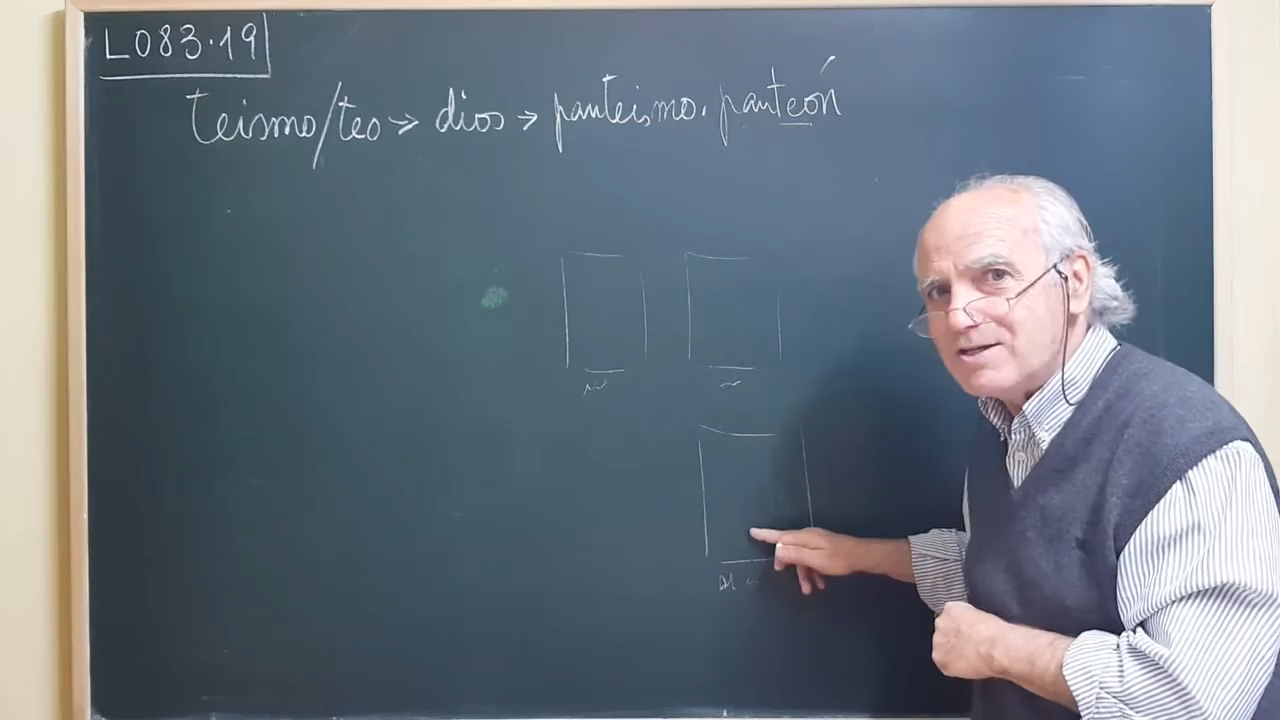 L083.19
teismo/teo → dios → panteismo. panteón